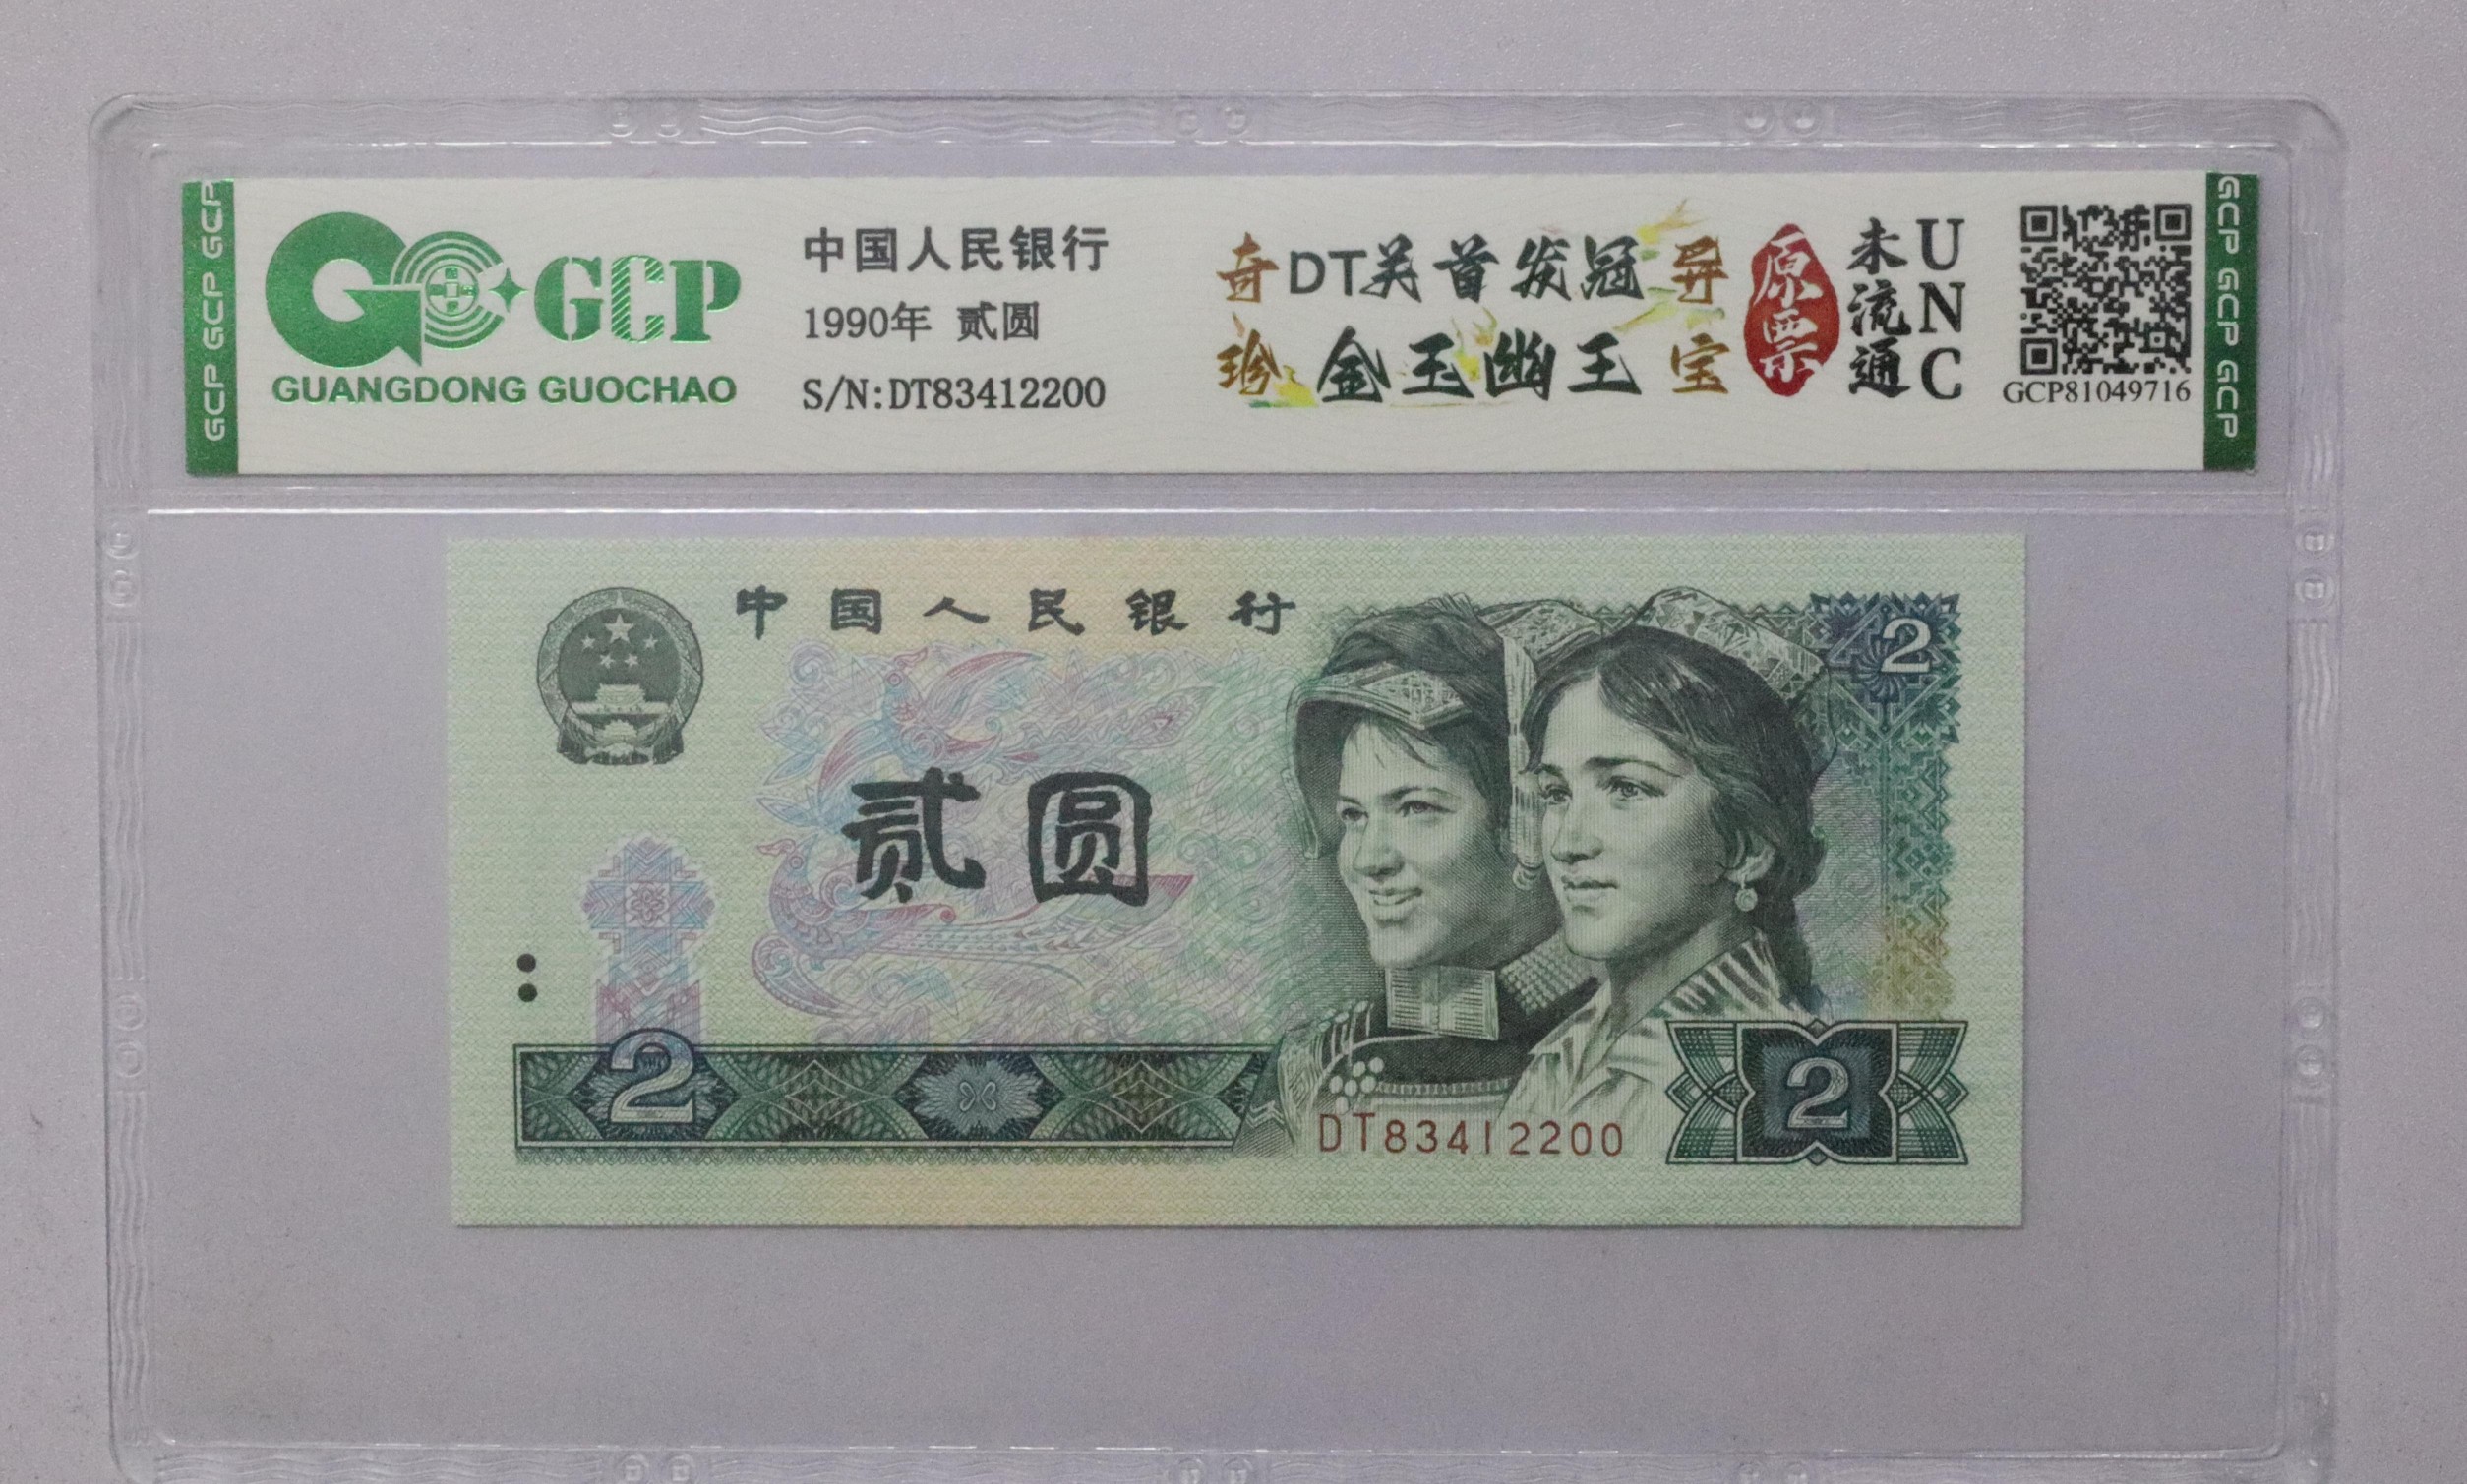 GCP GCP GCP
GCP
GUANGDONG GUOCHAO
中国人民银行
1990年 贰圆
S/N:DT83412200
奇DT关首发冠异
珍金玉幽王宝
原票
未流通
UNC
GCP81049716
GCP GCP GCP
中国人民银行
2
贰圆
2
2
DT83412200